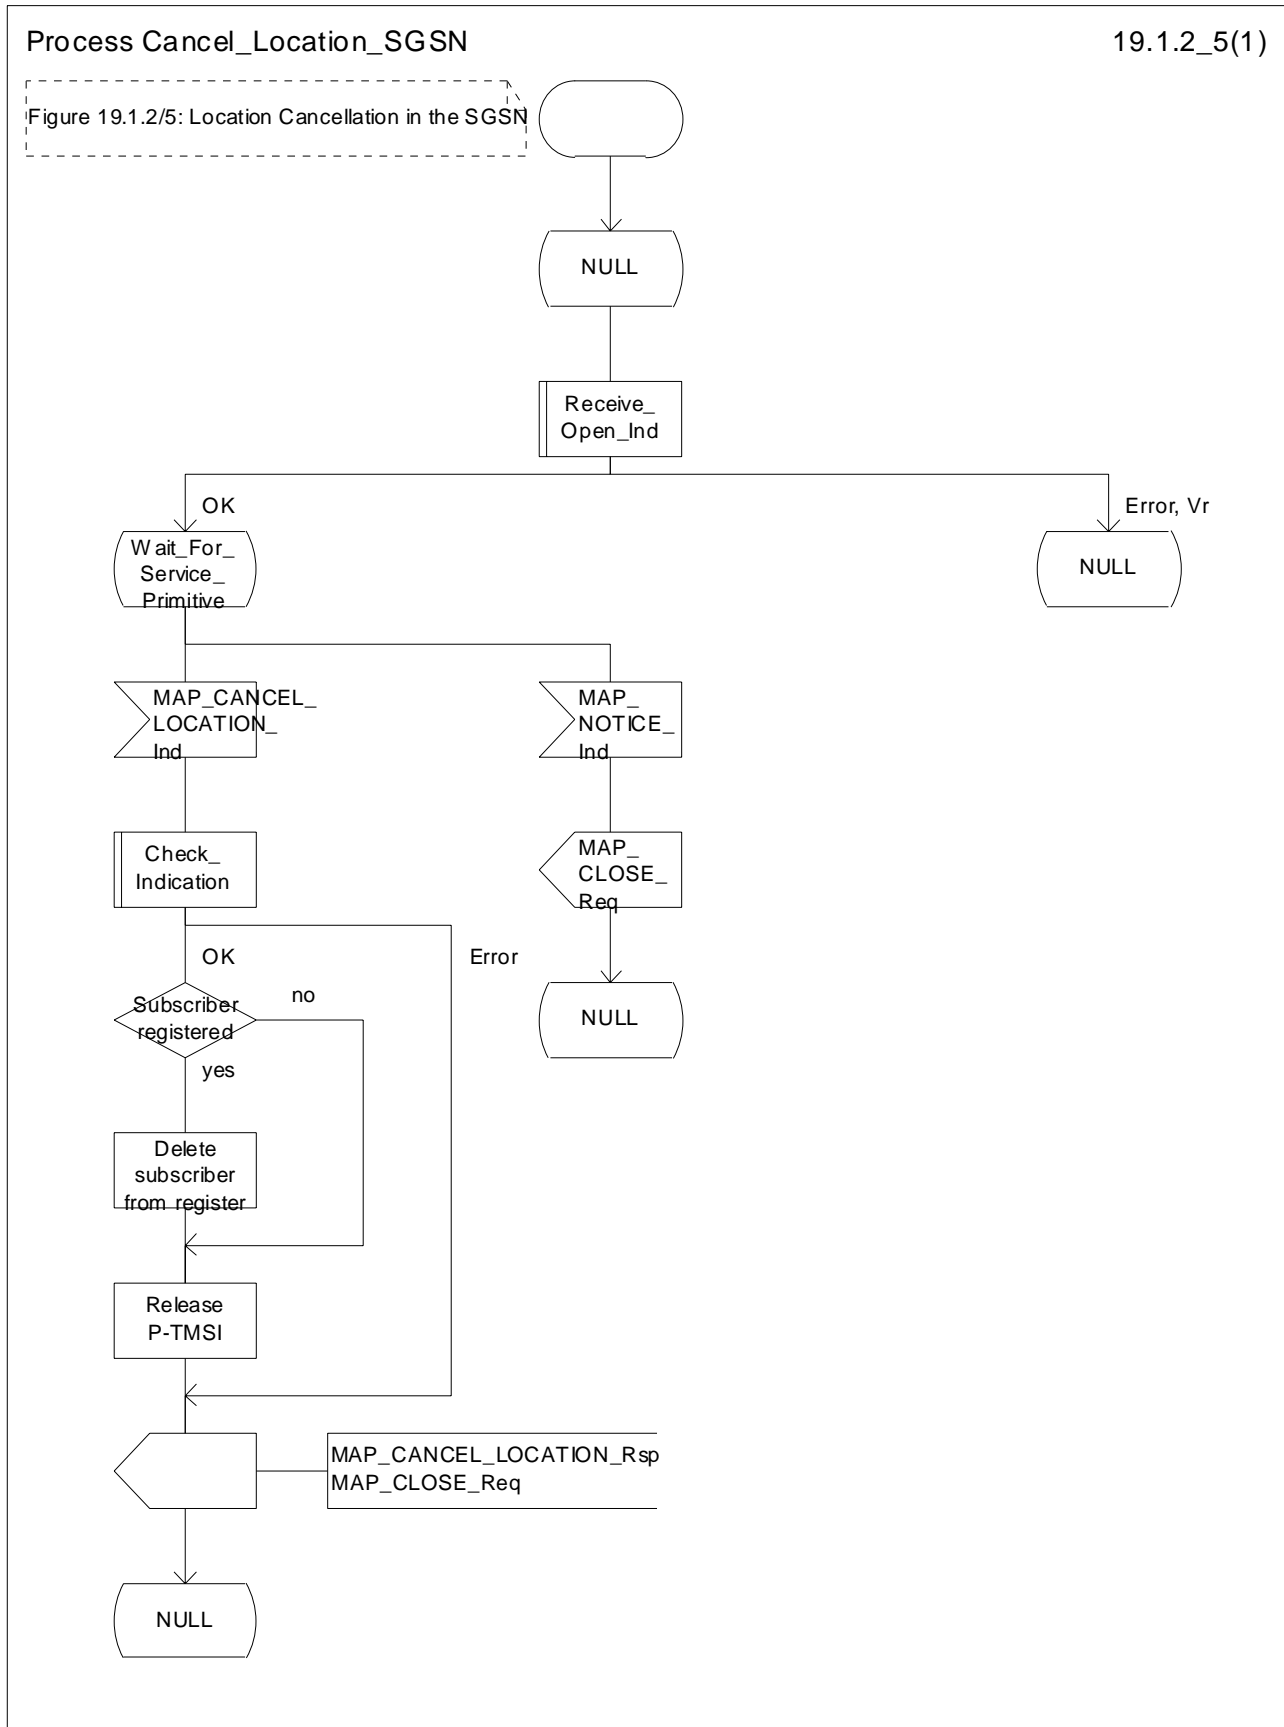 Process Cancel_Location_SGSN
19.1.2_5(1)
Figure 19.1.2/5: Location Cancellation in the SGSN
NULL
Receive_
Open_Ind
OK
Error, Vr
Wait_For_
Service_
Primitive
NULL
MAP_CANCEL_
LOCATION_
Ind
MAP_
NOTICE_
Ind
Check_
Indication
MAP_
CLOSE_
Req
OK
Error
Subscriber
registered
no
yes
NULL
Delete
subscriber
from register
Release
P-TMSI
MAP_CANCEL_LOCATION_Rsp
MAP_CLOSE_Req
NULL